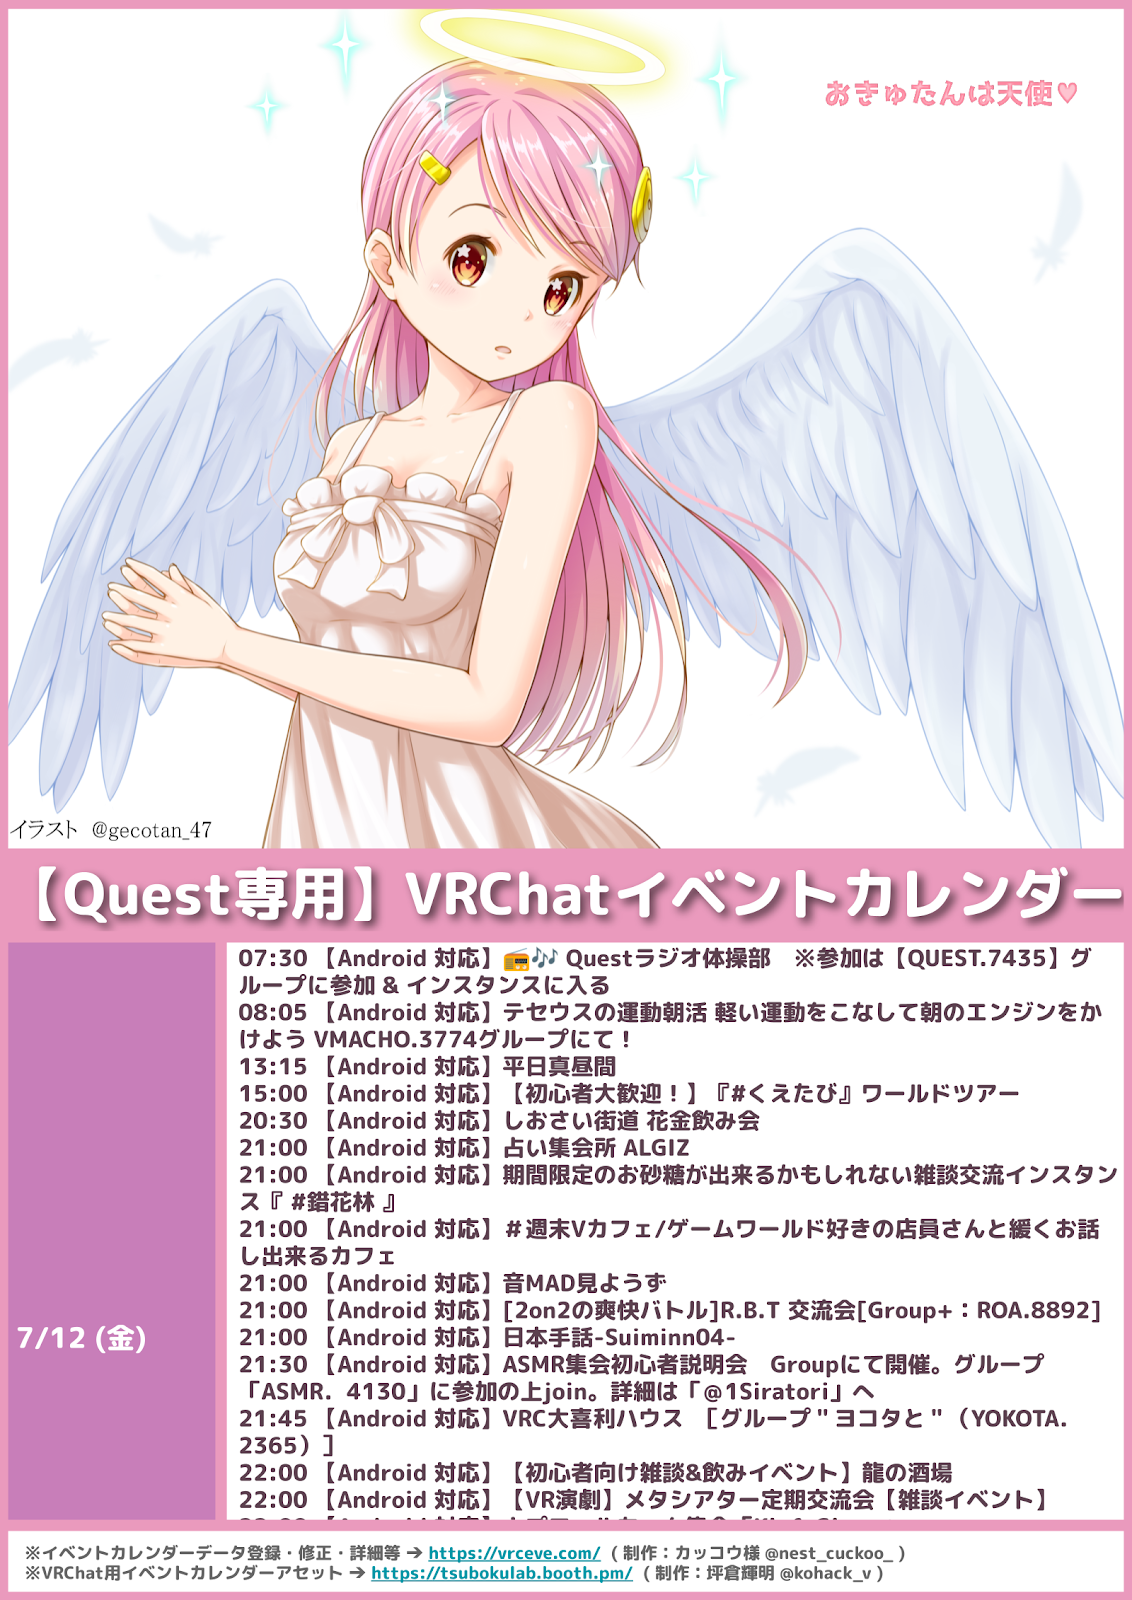 おきゅたんは天使♥
イラスト @gecotan_47
【Quest専用】VRChatイベントカレンダー
7/12 (金)
07:30 【Android 対応】📻🎶 Questラジオ体操部　※参加は【QUEST.7435】グ
ループに参加 & インスタンスに入る
08:05 【Android 対応】テセウスの運動朝活 軽い運動をこなして朝のエンジンをか
けよう VMACHO.3774グループにて！
13:15 【Android 対応】平日真昼間
15:00 【Android 対応】【初心者大歓迎！】『#くえたび』ワールドツアー
20:30 【Android 対応】しおさい街道 花金飲み会
21:00 【Android 対応】占い集会所 ALGIZ
21:00 【Android 対応】期間限定のお砂糖が出来るかもしれない雑談交流インスタン
ス『 #錯花林 』
21:00 【Android 対応】＃週末Vカフェ/ゲームワールド好きの店員さんと緩くお話
し出来るカフェ
21:00 【Android 対応】音MAD見ようず
21:00 【Android 対応】[2on2の爽快バトル]R.B.T 交流会[Group+：ROA.8892]
21:00 【Android 対応】日本手話-Suiminn04-
21:30 【Android 対応】ASMR集会初心者説明会　Groupにて開催。グループ
「ASMR．4130」に参加の上join。詳細は「＠1Siratori」へ
21:45 【Android 対応】VRC大喜利ハウス　［グループ＂ヨコタと＂（YOKOTA.
2365）］
22:00 【Android 対応】【初心者向け雑談&飲みイベント】龍の酒場
22:00 【Android 対応】【VR演劇】メタシアター定期交流会【雑談イベント】
※イベントカレンダーデータ登録・修正・詳細等 → https://vrceve.com/ ( 制作：カッコウ様 @nest_cuckoo_ )
※VRChat用イベントカレンダーアセット → https://tsubokulab.booth.pm/ ( 制作：坪倉輝明 @kohack_v )